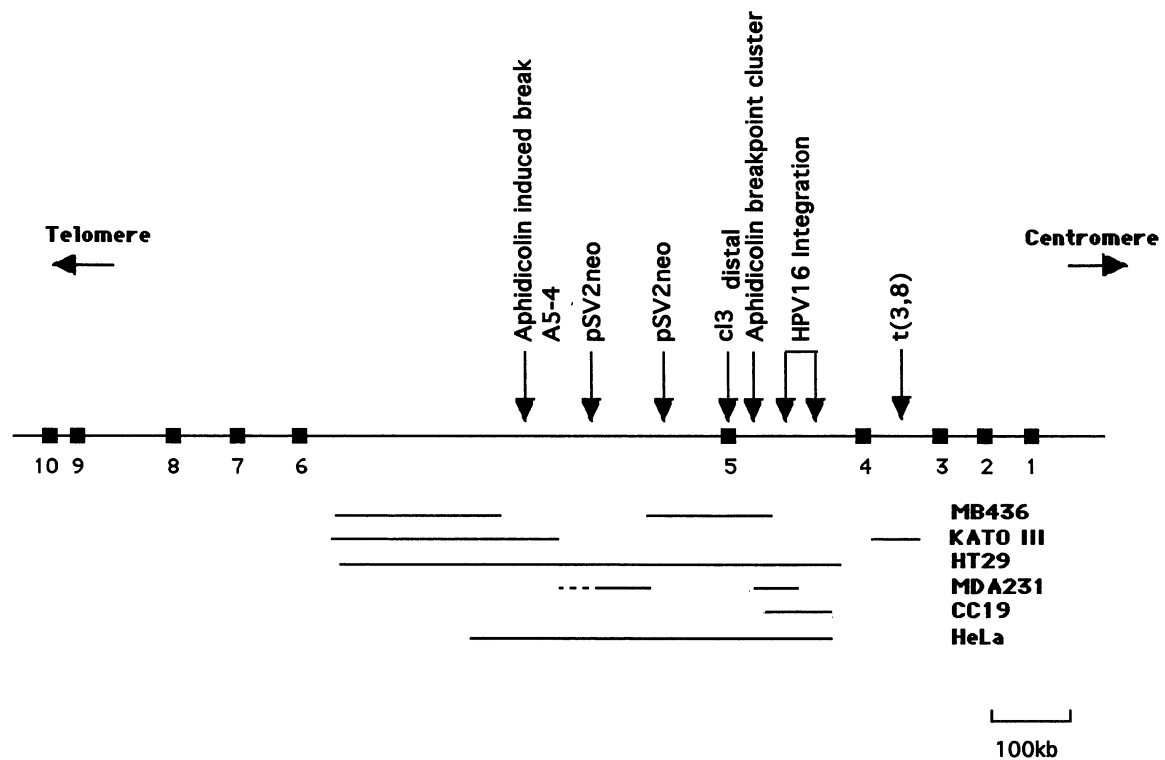 Telomere
Aphidicolin induced break
A5-4
pSV2neo
pSV2neo
cl3 distal
Aphidicolin breakpoint cluster
HPV16 Integration
t(3,8)
Centromere
10 9 8 7 6 5 4 3 2 1
MB436
KATO III
HT29
MDA231
CC19
HeLa
100kb